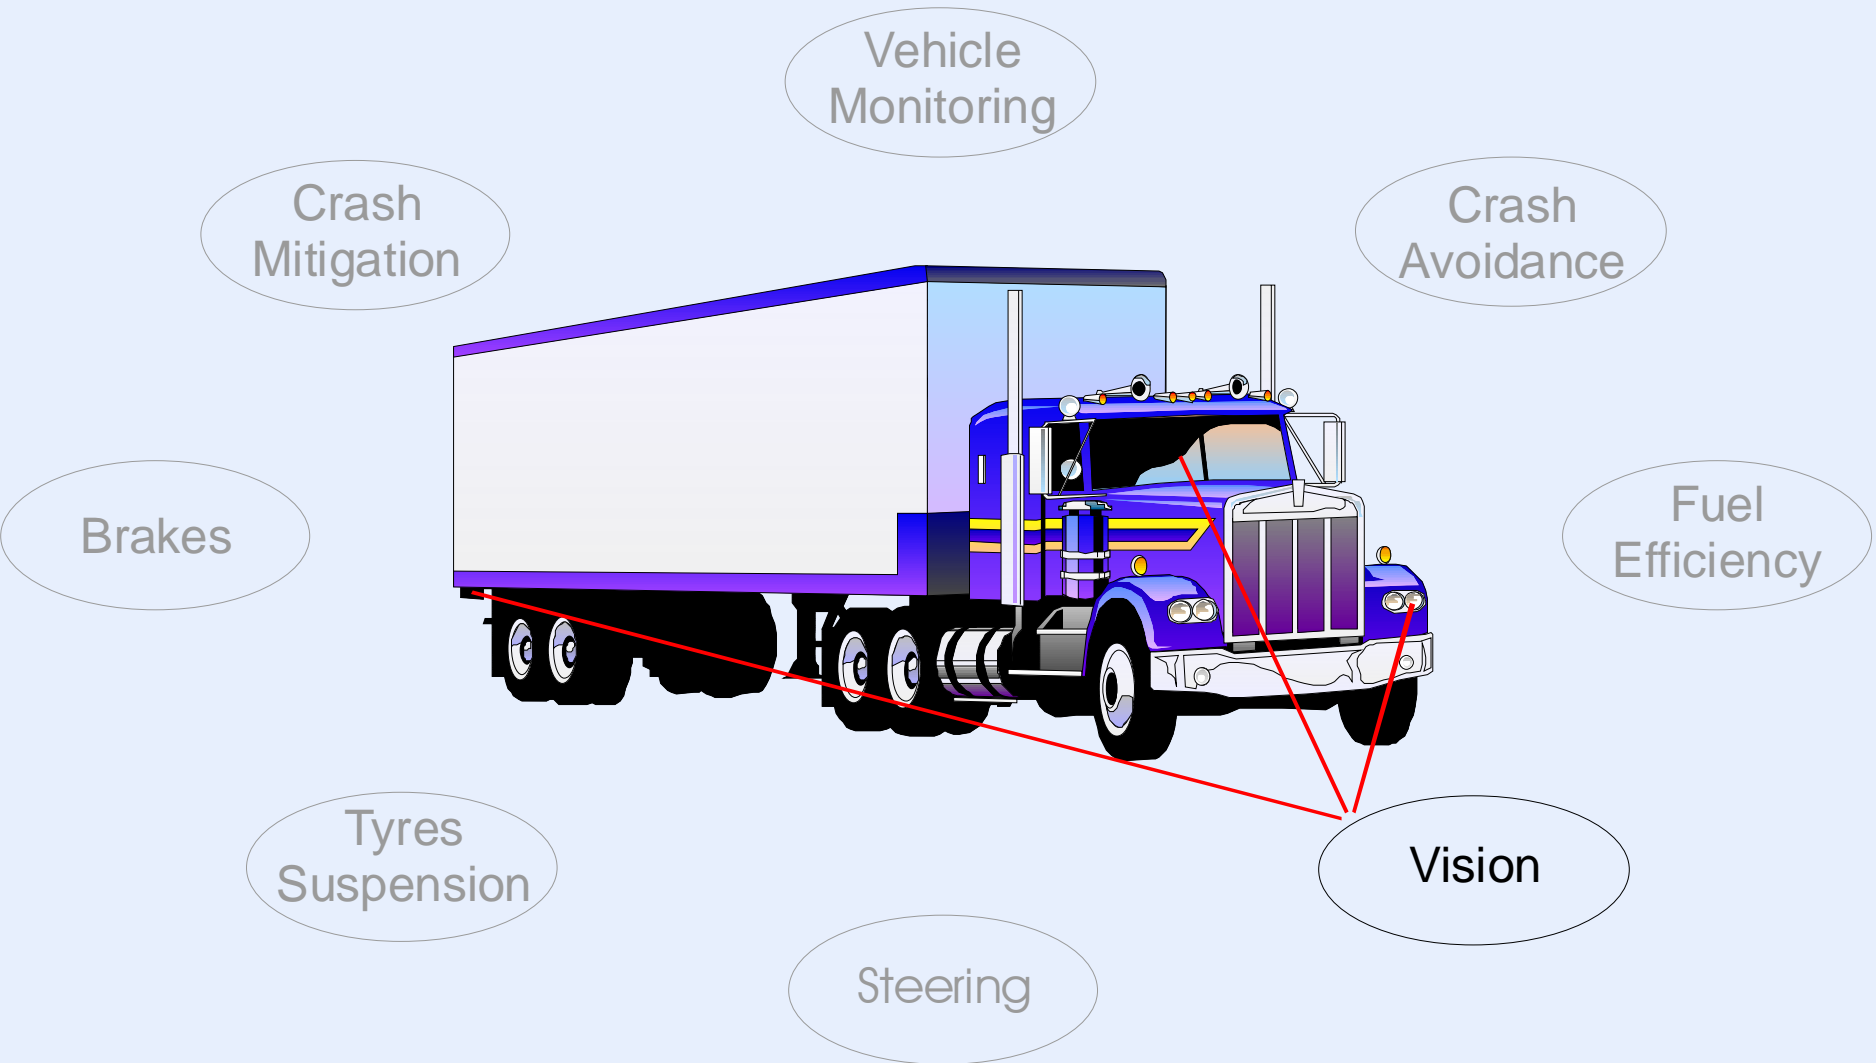 Vehicle
Monitoring
Crash
Mitigation
Crash
Avoidance
Brakes
Fuel
Efficiency
Tyres
Suspension
Vision
Steering